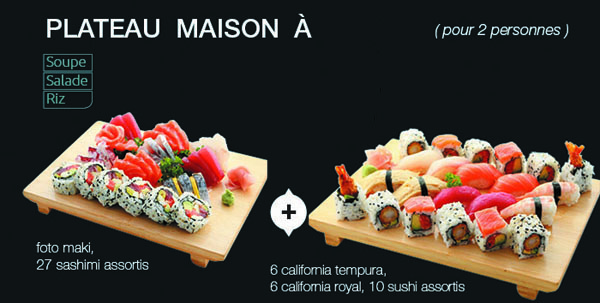 PLATEAU MAISON À
( pour 2 personnes )
Soupe
Salade
Riz
foto maki,
27 sashimi assortis
+
6 california tempura,
6 california royal, 10 sushi assortis